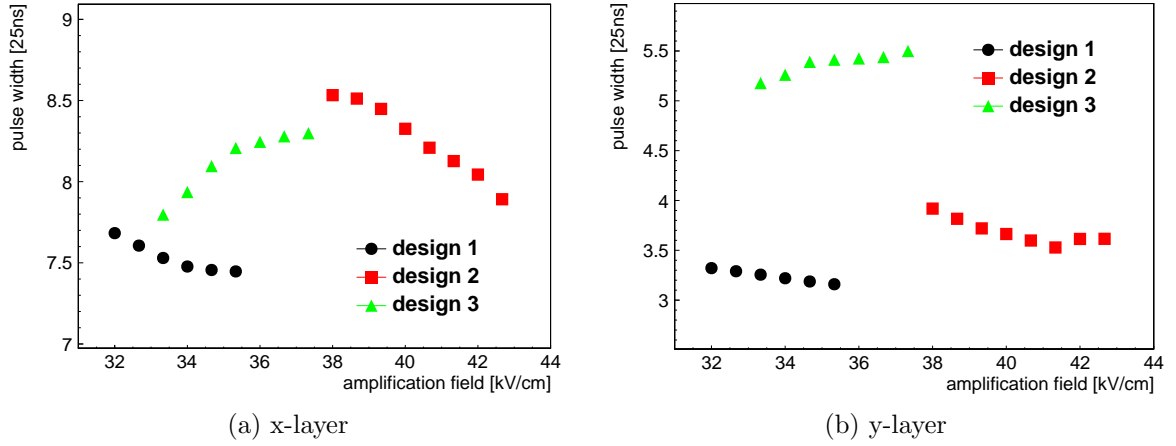 pulse width [25ns]
9
8.5
8
7.5
7
design 1
design 2
design 3
32 34 36 38 40 42 44
amplification field [kV/cm]
(a) x-layer
pulse width [25ns]
5.5
5
4.5
4
3.5
3
design 1
design 2
design 3
32 34 36 38 40 42 44
amplification field [kV/cm]
(b) y-layer